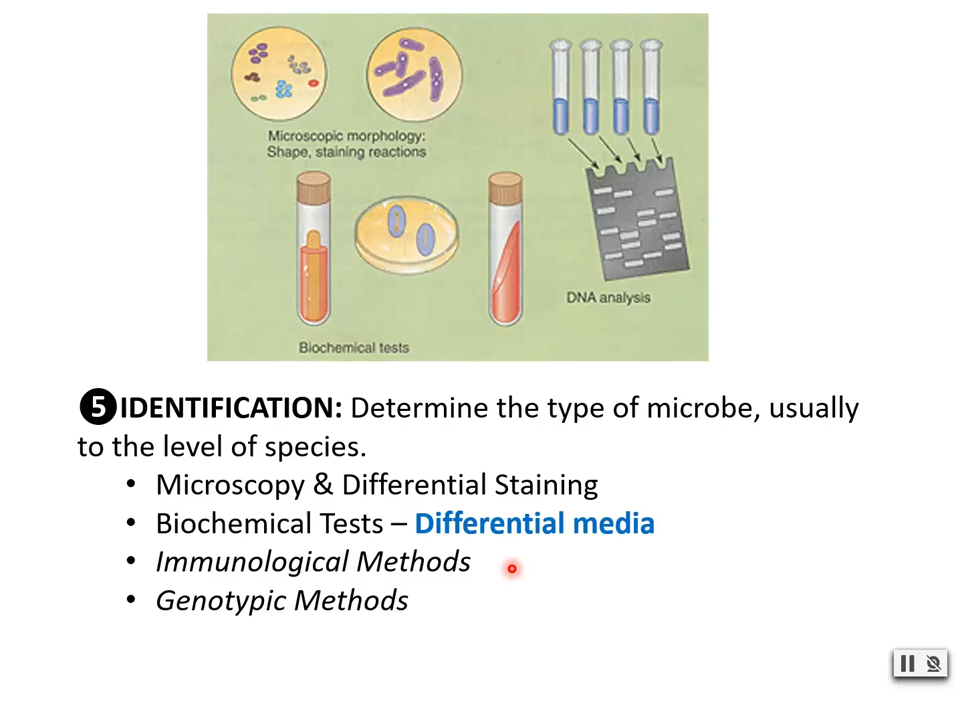 Microscopic morphology:
Shape, staining reactions
DNA analysis
Biochemical tests
❺IDENTIFICATION: Determine the type of microbe, usually
to the level of species.
• Microscopy & Differential Staining
• Biochemical Tests – Differential media
• Immunological Methods
• Genotypic Methods